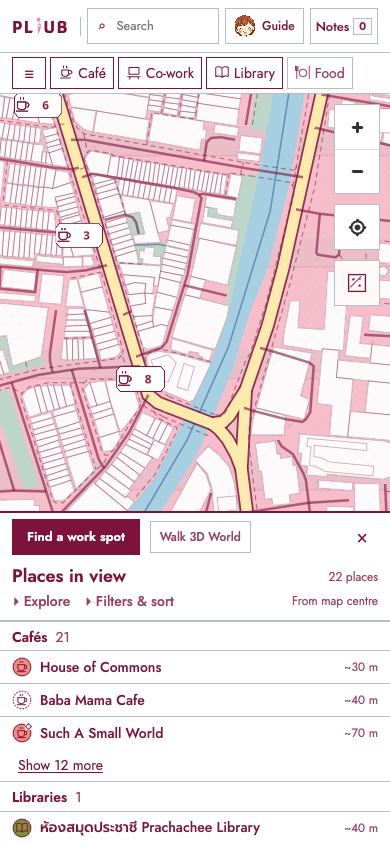 PLUB
Search
Guide
Notes 0
Café
Co-work
Library
Food
6
3
8
Find a work spot
Walk 3D World
Places in view
22 places
Explore
Filters & sort
From map centre
Cafés 21
House of Commons ~30 m
Baba Mama Cafe ~40 m
Such A Small World ~70 m
Show 12 more
Libraries 1
ห้องสมุดประชาชี Prachachee Library ~40 m